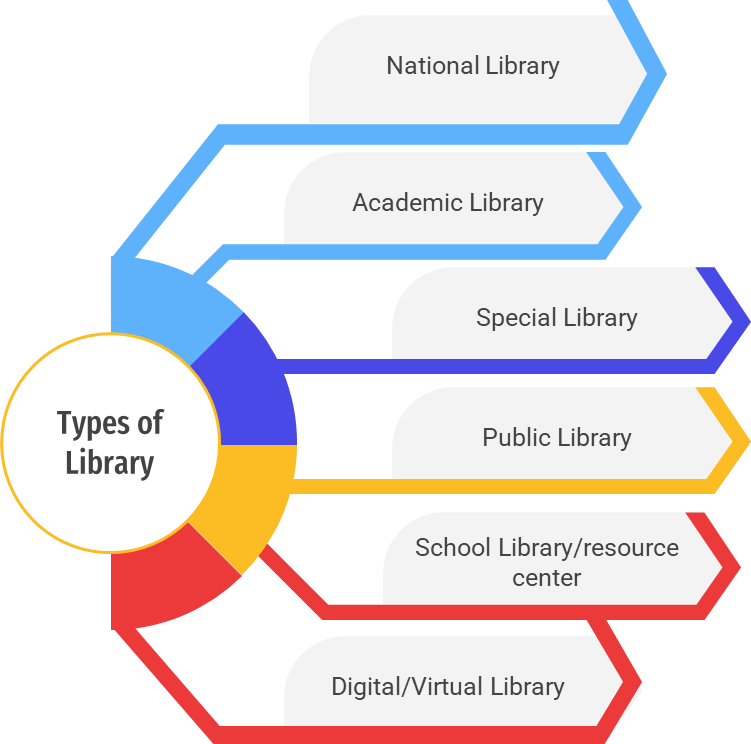 National Library
Academic Library
Special Library
Types of
Library
Public Library
School Library/resource
center
Digital/Virtual Library